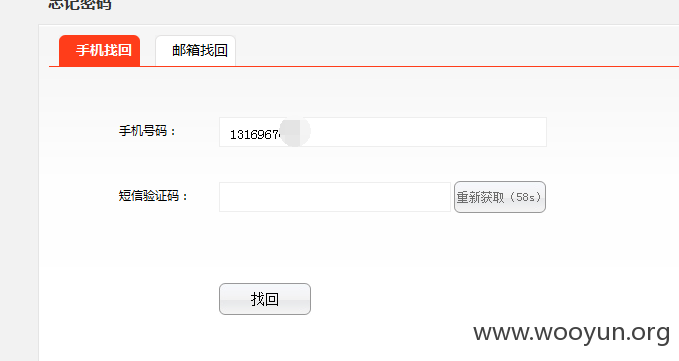 忘记密码
手机找回 邮箱找回
手机号码： 1316967
短信验证码： 重新获取（58s）
找回
www.wooyun.org